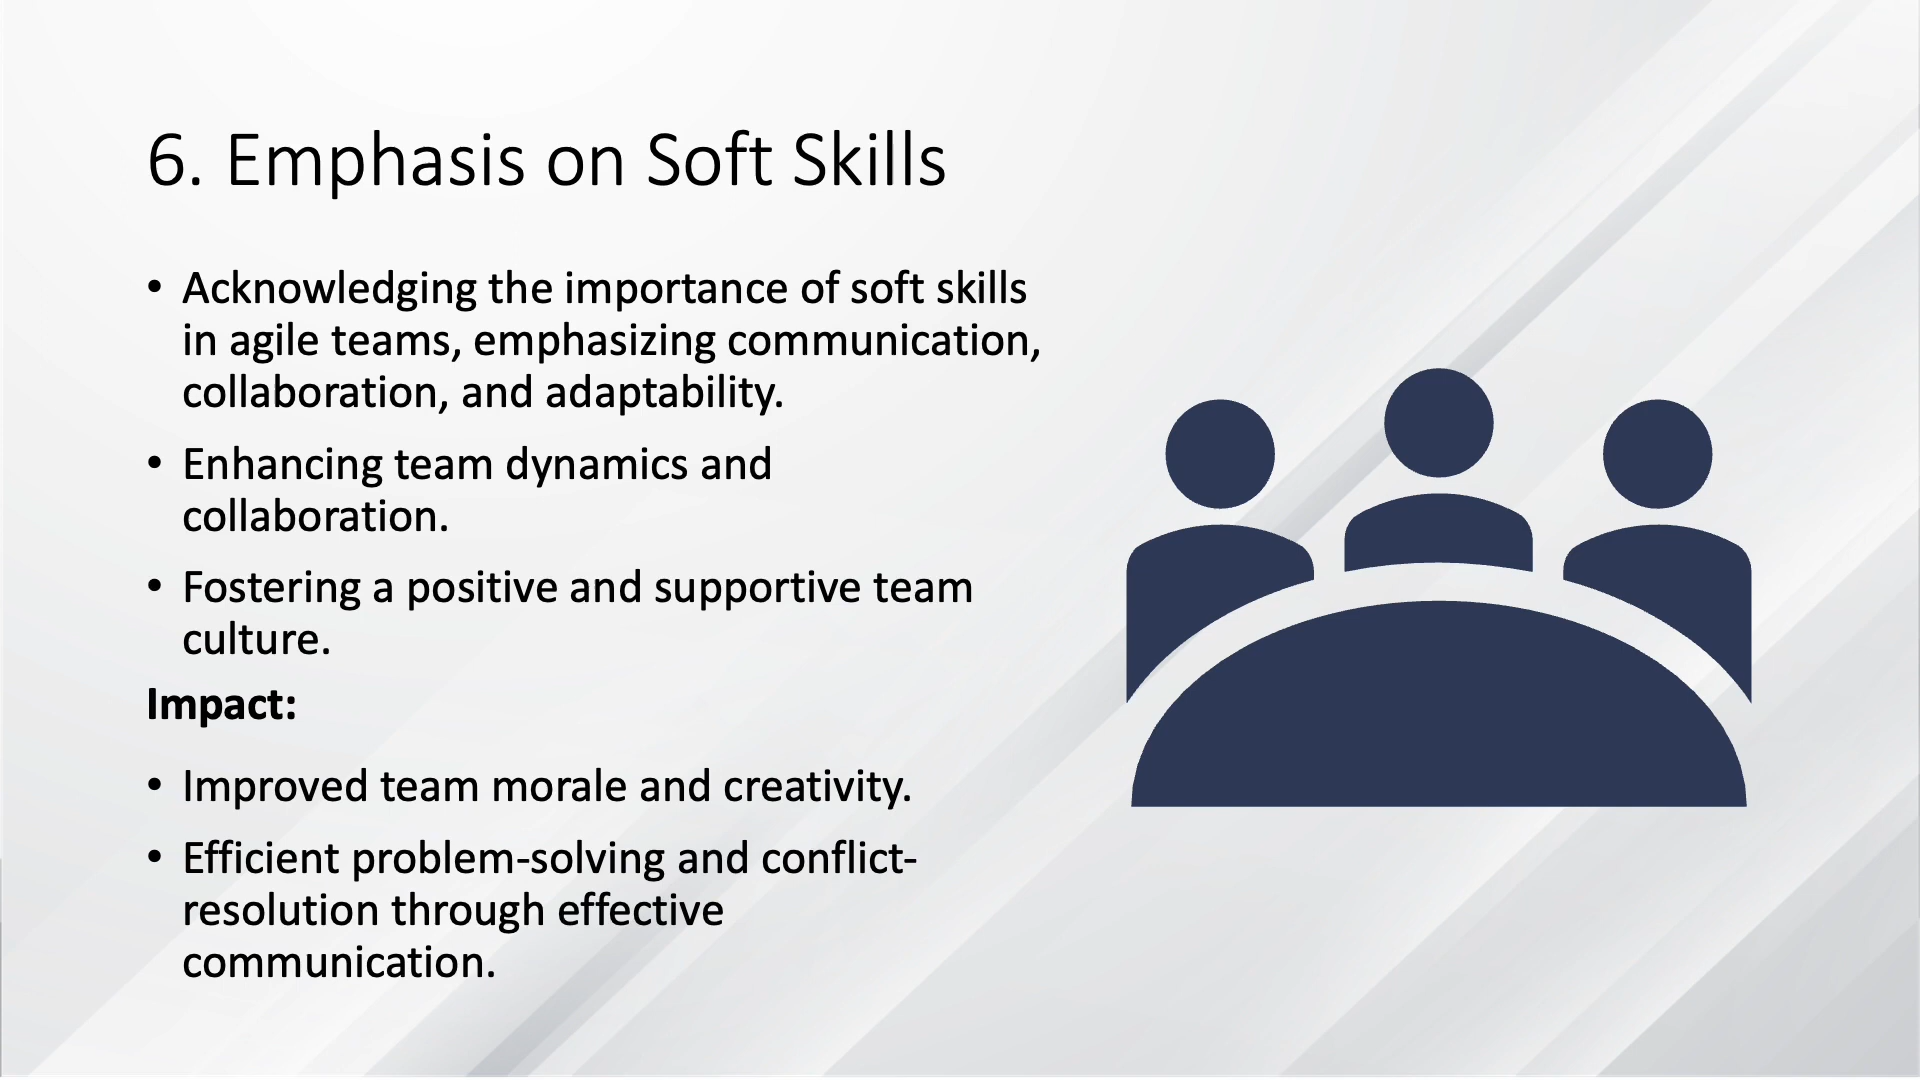 6. Emphasis on Soft Skills
• Acknowledging the importance of soft skills
in agile teams, emphasizing communication,
collaboration, and adaptability.
• Enhancing team dynamics and
collaboration.
• Fostering a positive and supportive team
culture.
Impact:
• Improved team morale and creativity.
• Efficient problem-solving and conflict-
resolution through effective
communication.